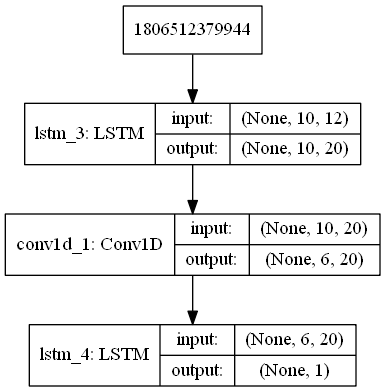 1806512379944
lstm_3: LSTM
input: (None, 10, 12)
output: (None, 10, 20)
conv1d_1: Conv1D
input: (None, 10, 20)
output: (None, 6, 20)
lstm_4: LSTM
input: (None, 6, 20)
output: (None, 1)